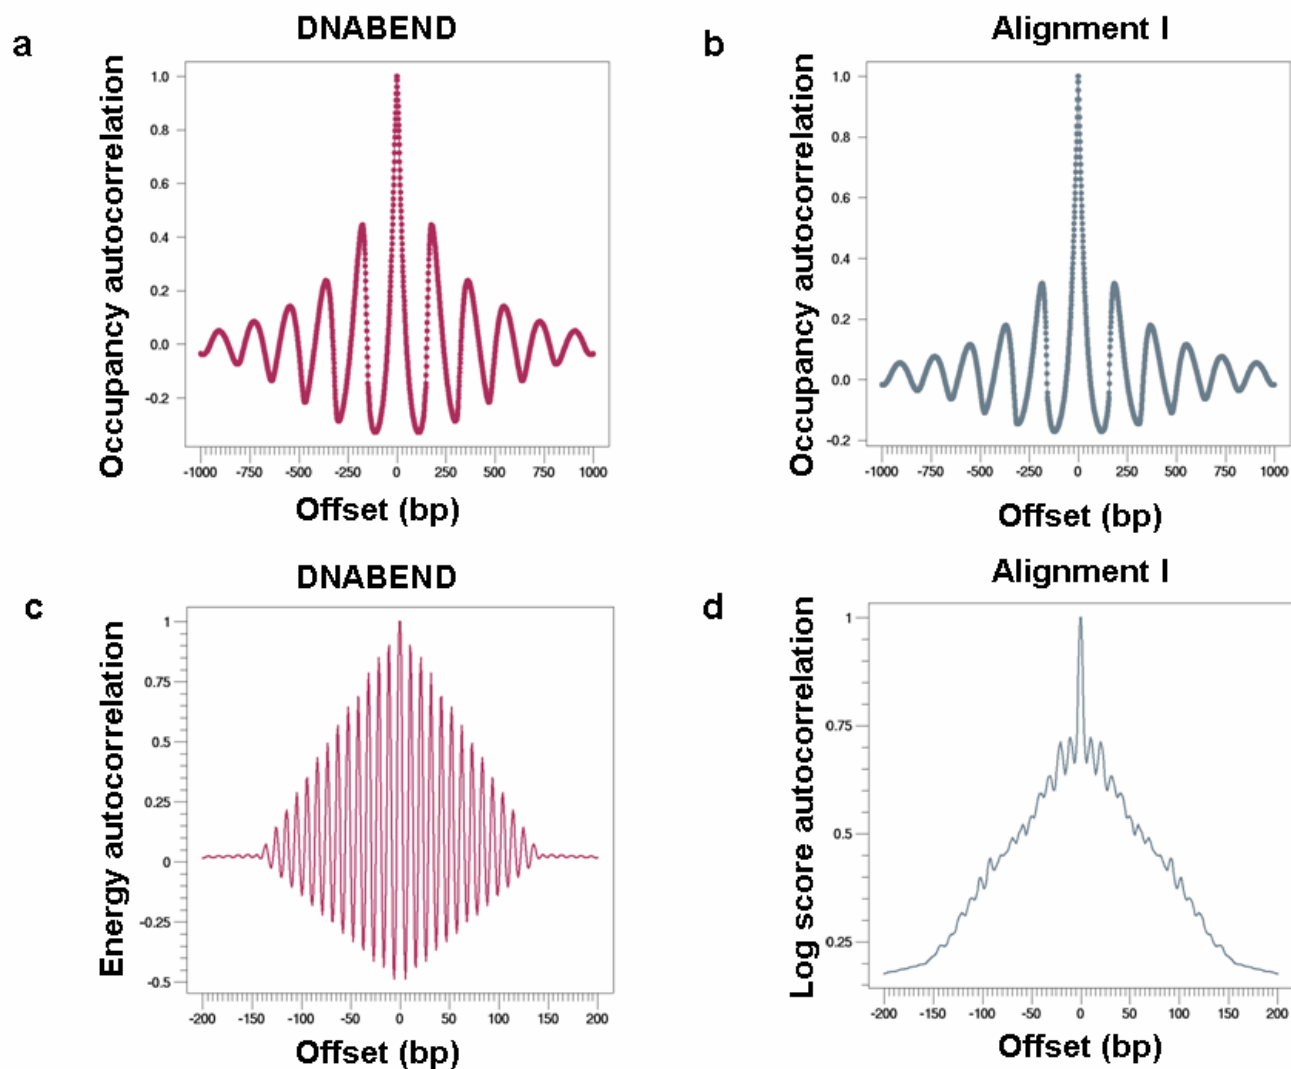 a
DNABEND
Occupancy autocorrelation
1.0
0.8
0.6
0.4
0.2
0.0
-0.2
-1000 -750 -500 -250 0 250 500 750 1000
Offset (bp)
b
Alignment I
Occupancy autocorrelation
1.0
0.8
0.6
0.4
0.2
0.0
-0.2
-1000 -750 -500 -250 0 250 500 750 1000
Offset (bp)
c
DNABEND
Energy autocorrelation
1
0.75
0.5
0.25
0
-0.25
-0.5
-200 -150 -100 -50 0 50 100 150 200
Offset (bp)
d
Alignment I
Log score autocorrelation
1
0.75
0.5
0.25
-200 -150 -100 -50 0 50 100 150 200
Offset (bp)